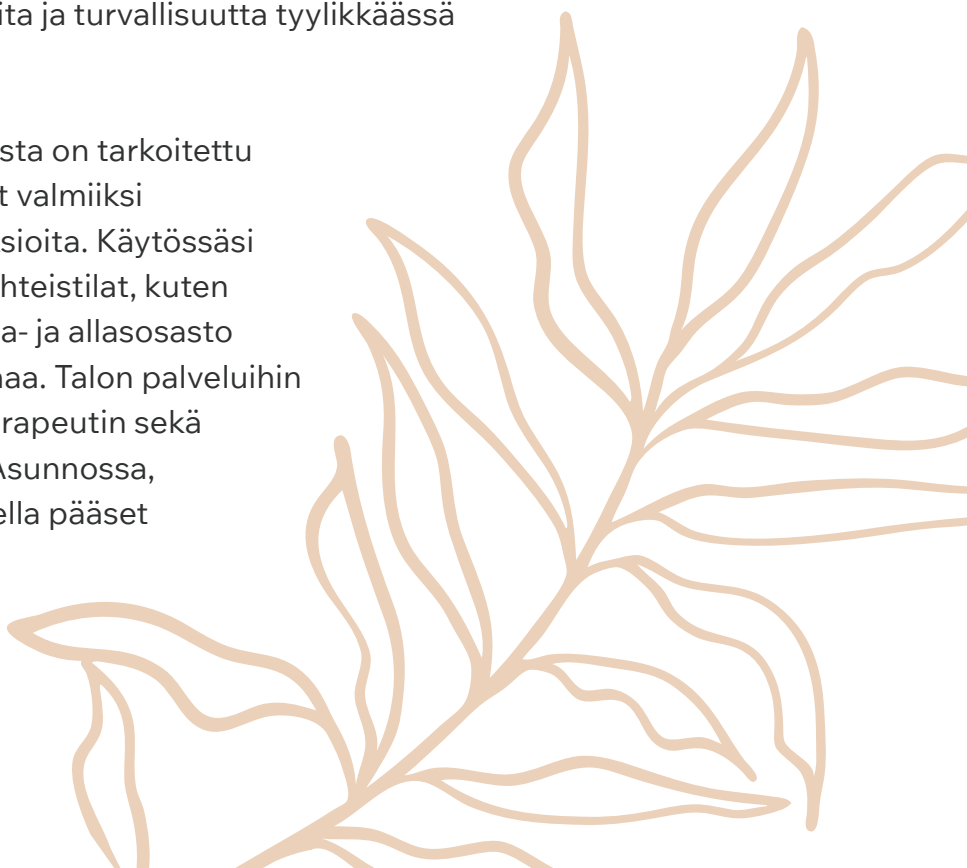 ita ja turvallisuutta tyylikkäässä
sta on tarkoitettu
t valmiiksi
sioita. Käytössäsi
hteistilat, kuten
a- ja allasosasto
aa. Talon palveluihin
rapeutin sekä
Asunnossa,
ella pääset